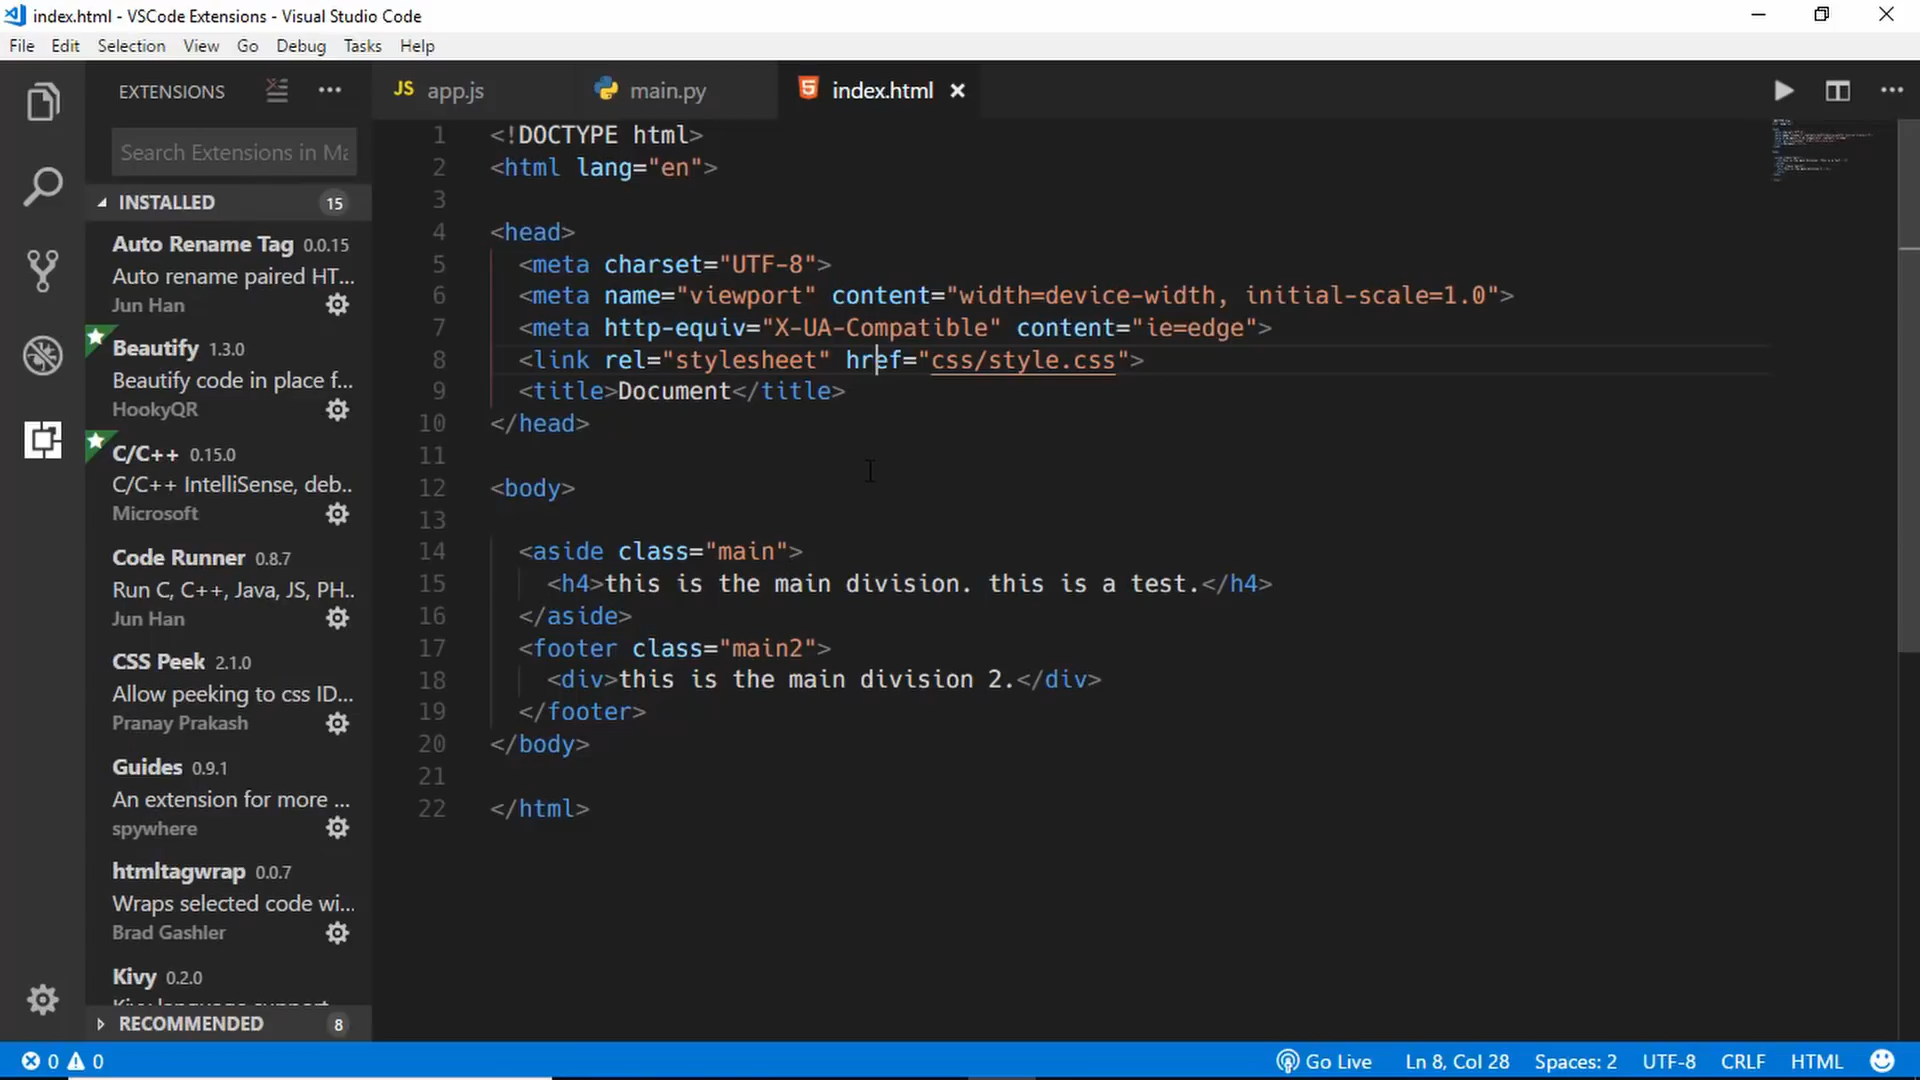 index.html - VSCode Extensions - Visual Studio Code
File Edit Selection View Go Debug Tasks Help
EXTENSIONS
Search Extensions in Ma
INSTALLED 15
Auto Rename Tag 0.0.15
Auto rename paired HT...
Jun Han
Beautify 1.3.0
Beautify code in place f...
HookyQR
C/C++ 0.15.0
C/C++ IntelliSense, deb...
Microsoft
Code Runner 0.8.7
Run C, C++, Java, JS, PH...
Jun Han
CSS Peek 2.1.0
Allow peeking to css ID...
Pranay Prakash
Guides 0.9.1
An extension for more ...
spywhere
htmltagwrap 0.0.7
Wraps selected code wi...
Brad Gashler
Kivy 0.2.0
RECOMMENDED 8
JS app.js main.py index.html
1 <!DOCTYPE html>
2 <html lang="en">
3
4 <head>
5 <meta charset="UTF-8">
6 <meta name="viewport" content="width=device-width, initial-scale=1.0">
7 <meta http-equiv="X-UA-Compatible" content="ie=edge">
8 <link rel="stylesheet" href="css/style.css">
9 <title>Document</title>
10 </head>
11
12 <body>
13
14 <aside class="main">
15 <h4>this is the main division. this is a test.</h4>
16 </aside>
17 <footer class="main2">
18 <div>this is the main division 2.</div>
19 </footer>
20 </body>
21
22 </html>
0 0 Go Live Ln 8, Col 28 Spaces: 2 UTF-8 CRLF HTML